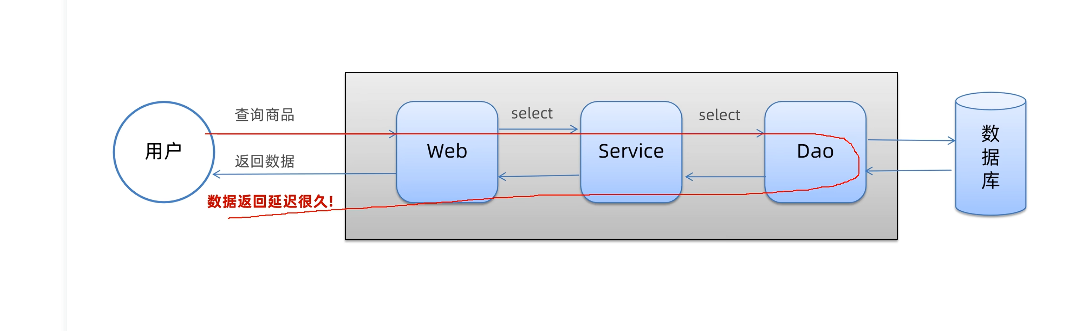 查询商品
select
select
用户
Web
Service
Dao
数
据
库
返回数据
数据返回延迟很久!